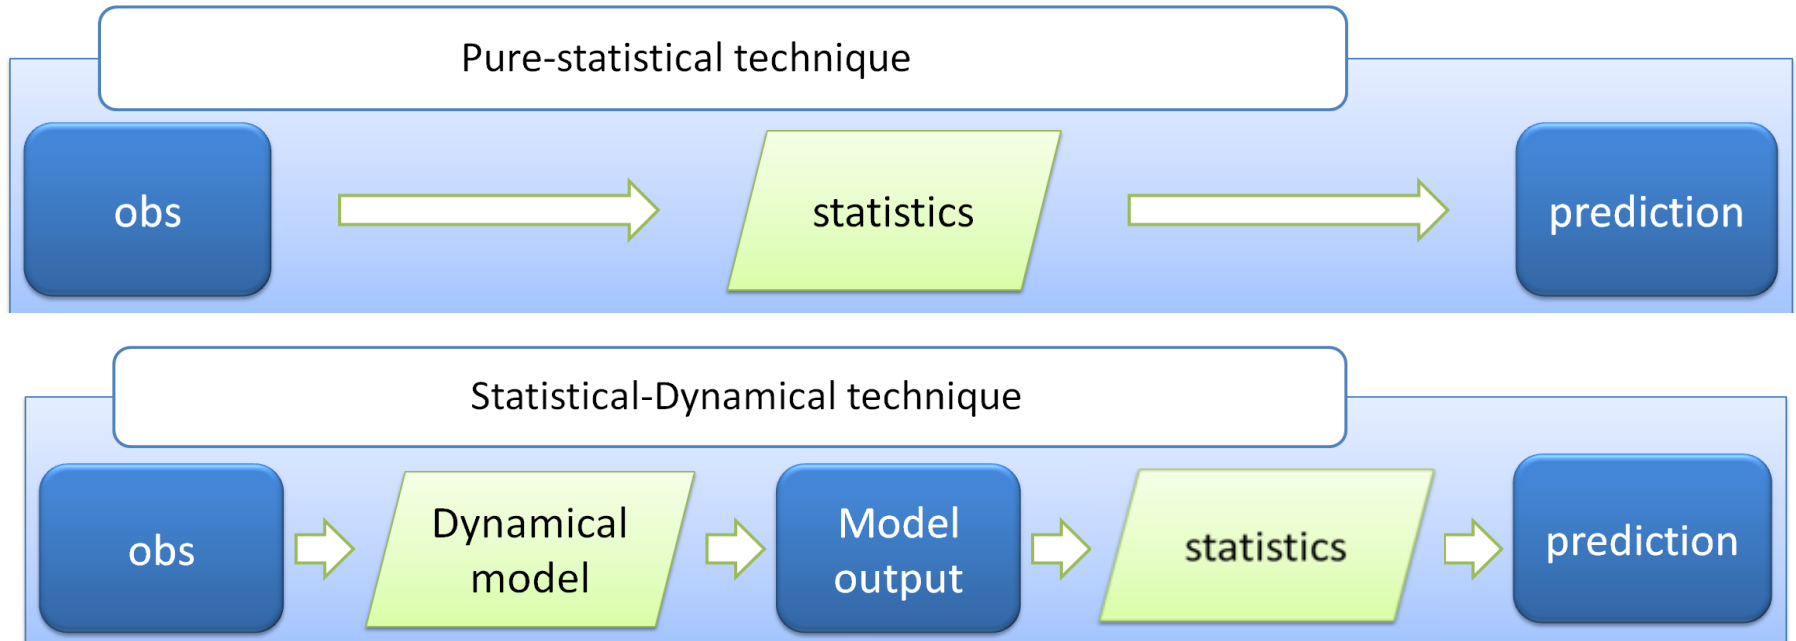 Pure-statistical technique
obs
statistics
prediction
Statistical-Dynamical technique
obs
Dynamical
model
Model
output
statistics
prediction